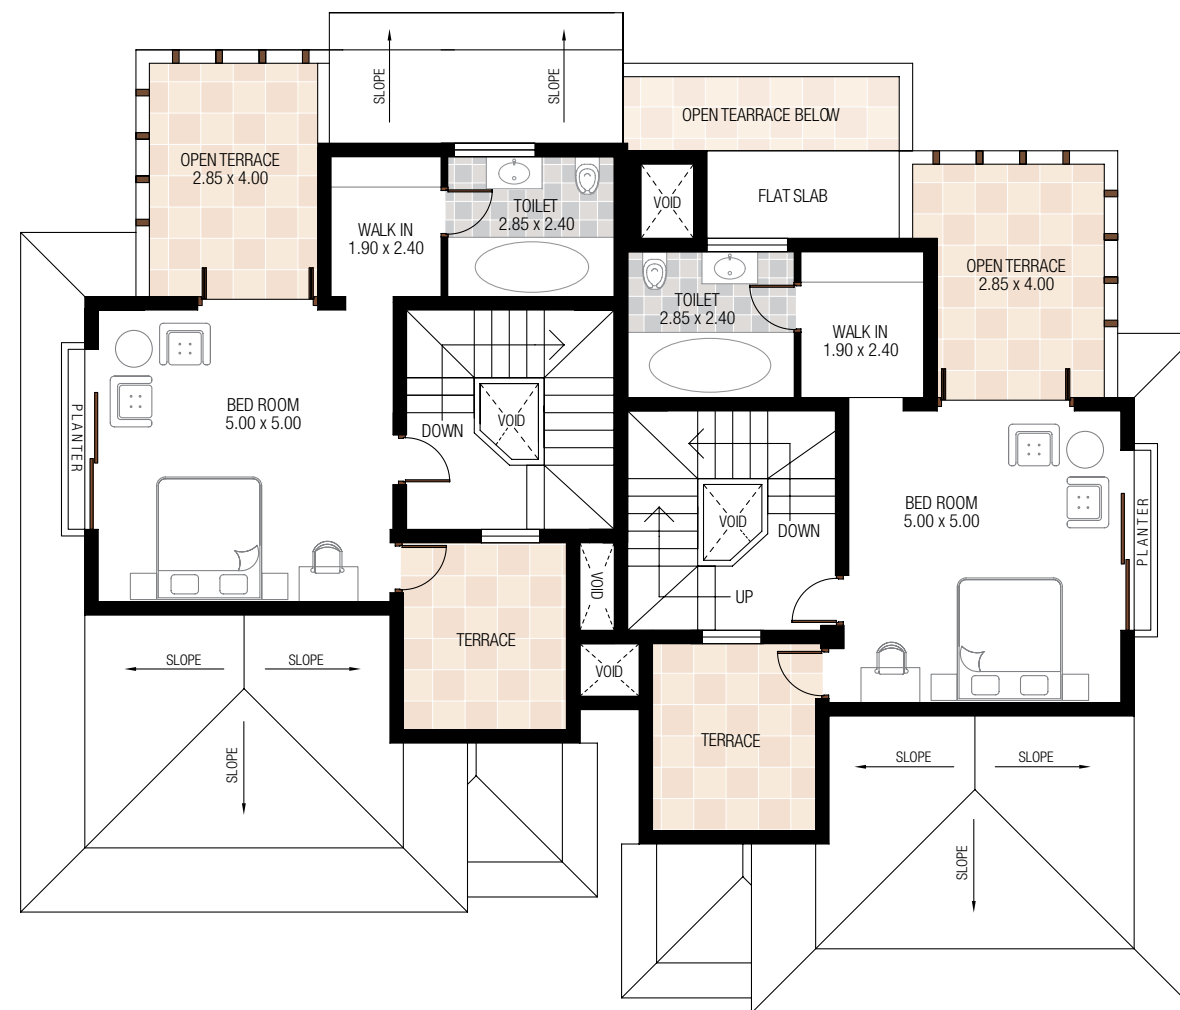 SLOPE
SLOPE
OPEN TEARRACE BELOW
OPEN TERRACE
2.85 x 4.00
TOILET
2.85 x 2.40
WALK IN
1.90 x 2.40
VOID
FLAT SLAB
OPEN TERRACE
2.85 x 4.00
TOILET
2.85 x 2.40
WALK IN
1.90 x 2.40
BED ROOM
5.00 x 5.00
PLANTER
DOWN
VOID
BED ROOM
5.00 x 5.00
PLANTER
VOID
DOWN
UP
VOID
TERRACE
VOID
SLOPE
SLOPE
SLOPE
TERRACE
SLOPE
SLOPE
SLOPE